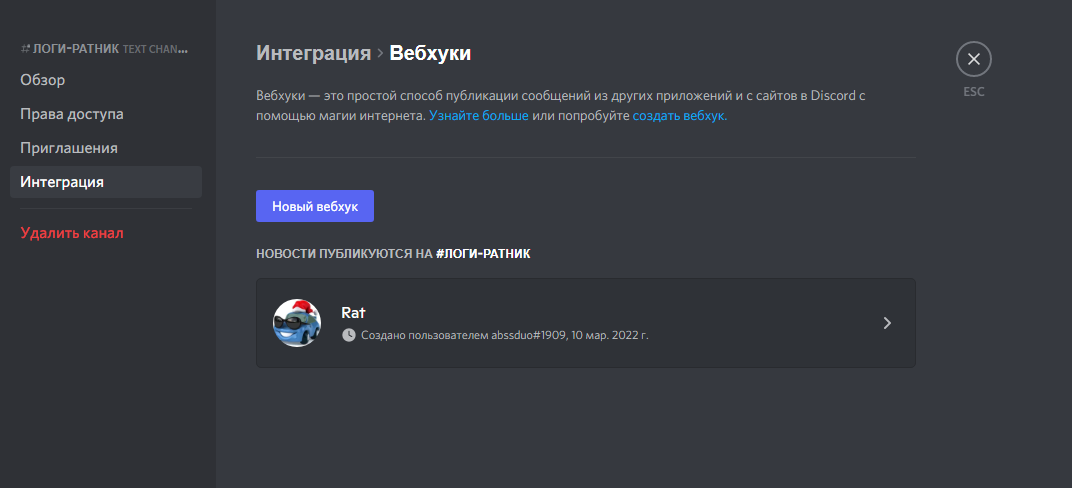 ЛОГИ-РАТНИК TEXT CHAN...
Обзор
Права доступа
Приглашения
Интеграция
Удалить канал
Интеграция > Вебхуки
Вебхуки — это простой способ публикации сообщений из других приложений и с сайтов в Discord с
помощью магии интернета. Узнайте больше или попробуйте создать вебхук.
Новый вебхук
НОВОСТИ ПУБЛИКУЮТСЯ НА #ЛОГИ-РАТНИК
Rat
Создано пользователем abssduo#1909, 10 мар. 2022 г.
ESC